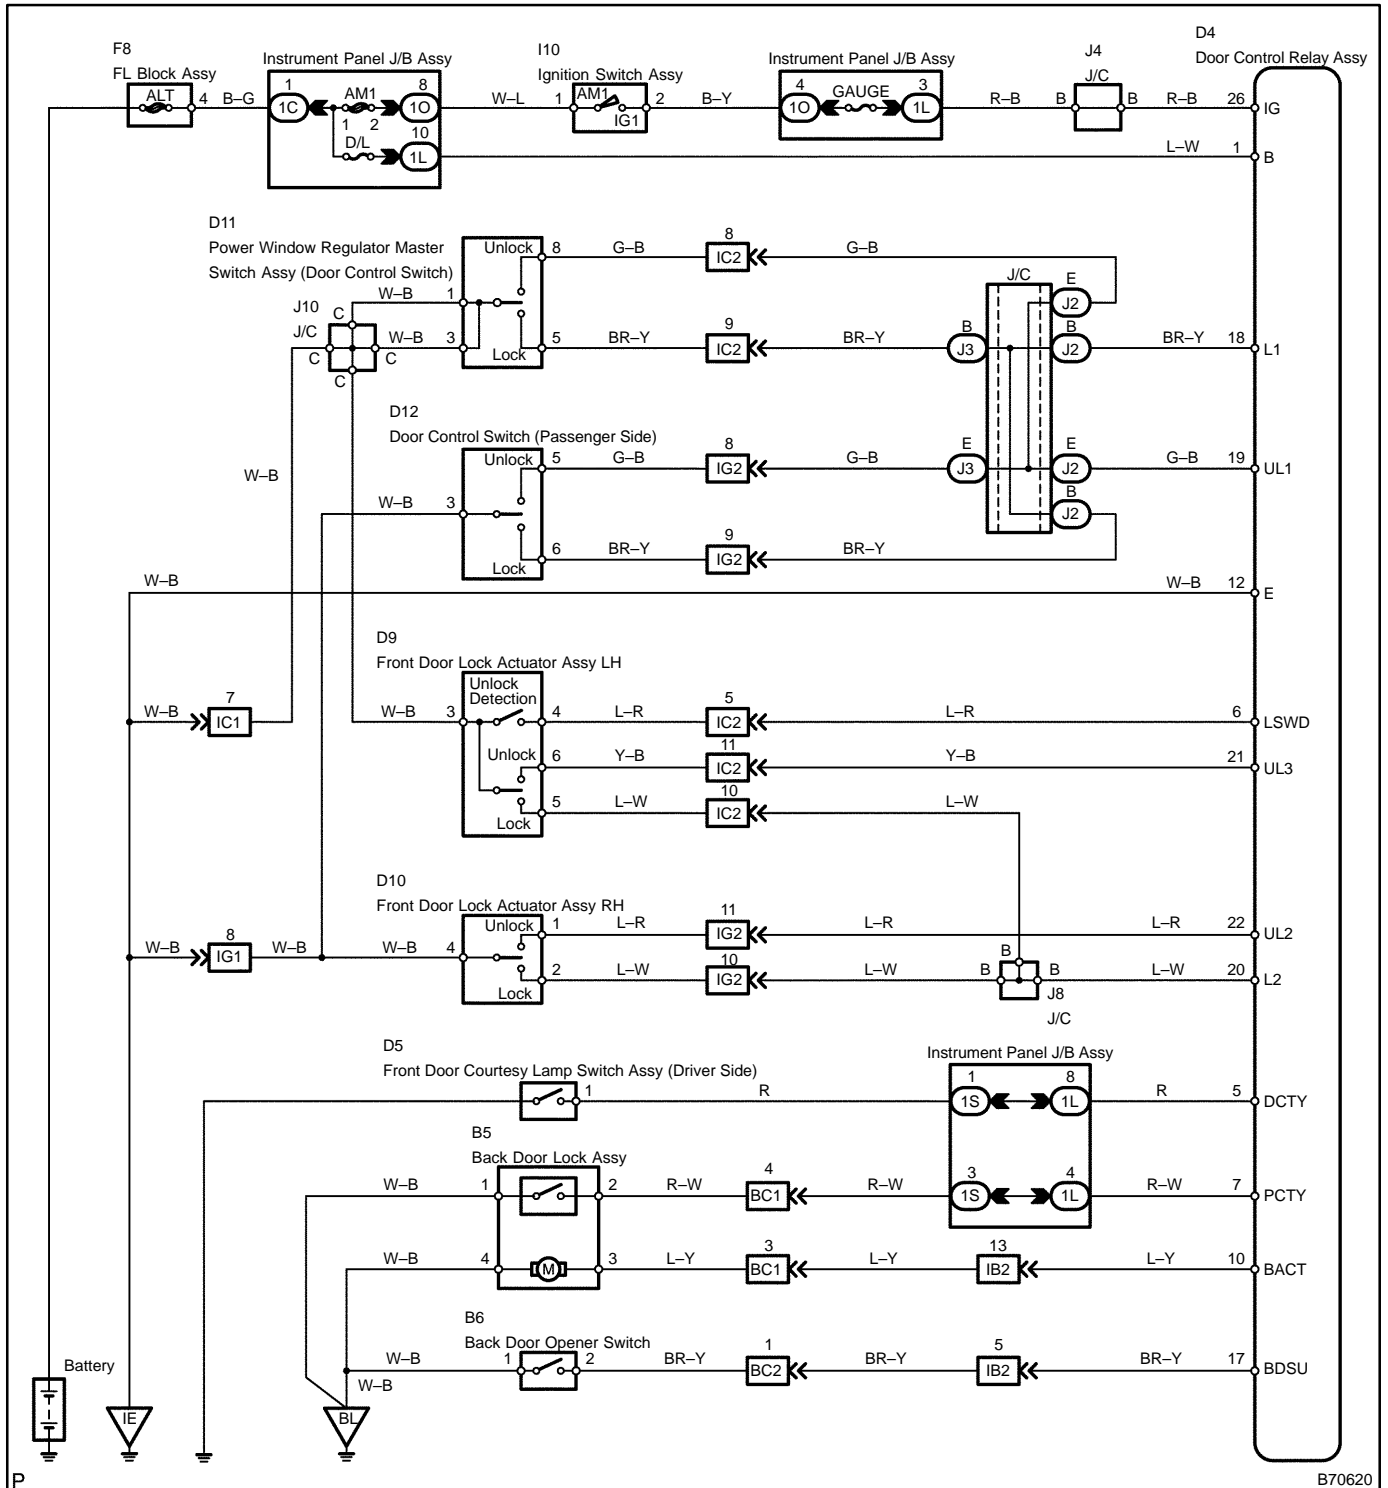 D4
F8
I10
J4
Instrument Panel J/B Assy
Instrument Panel J/B Assy
Door Control Relay Assy
FL Block Assy
Ignition Switch Assy
J/C
ALT 4 B–G 1 1C AM1 1 2 8 1O W–L 1 AM1 IG1 2 B–Y 4 1O GAUGE 3 1L R–B B B R–B 26 IG
D/L 10 1L L–W 1 B
D11
Power Window Regulator Master
Switch Assy (Door Control Switch)
Unlock 8 G–B 8 IC2 G–B J/C E J2
W–B 1
J10
J/C
C C C C
W–B 3 Lock 5 BR–Y 9 IC2 BR–Y B J3 B J2 BR–Y 18 L1
D12
Door Control Switch (Passenger Side)
Unlock 5 G–B 8 IG2 G–B E J3 E J2 G–B 19 UL1
W–B
W–B 3 B J2
Lock 6 BR–Y 9 IG2 BR–Y
W–B W–B 12 E
D9
Front Door Lock Actuator Assy LH
Unlock
Detection
W–B 7 IC1 W–B 3 4 L–R 5 IC2 L–R 6 LSWD
Unlock 6 Y–B 11 IC2 Y–B 21 UL3
Lock 5 L–W 10 IC2 L–W
D10
Front Door Lock Actuator Assy RH
Unlock 1 L–R 11 IG2 L–R L–R 22 UL2
W–B 8 IG1 W–B W–B 4
Lock 2 L–W 10 IG2 L–W B B B L–W 20 L2
J8
J/C
D5
Front Door Courtesy Lamp Switch Assy (Driver Side)
Instrument Panel J/B Assy
1 R 1 1S 8 1L R 5 DCTY
B5
Back Door Lock Assy
W–B 1 2 R–W 4 BC1 R–W 3 1S 4 1L R–W 7 PCTY
W–B 4 M 3 L–Y 3 BC1 L–Y 13 IB2 L–Y 10 BACT
B6
Back Door Opener Switch
W–B 1 2 BR–Y 1 BC2 BR–Y 5 IB2 BR–Y 17 BDSU
Battery
W–B
IE
BL
P
B70620